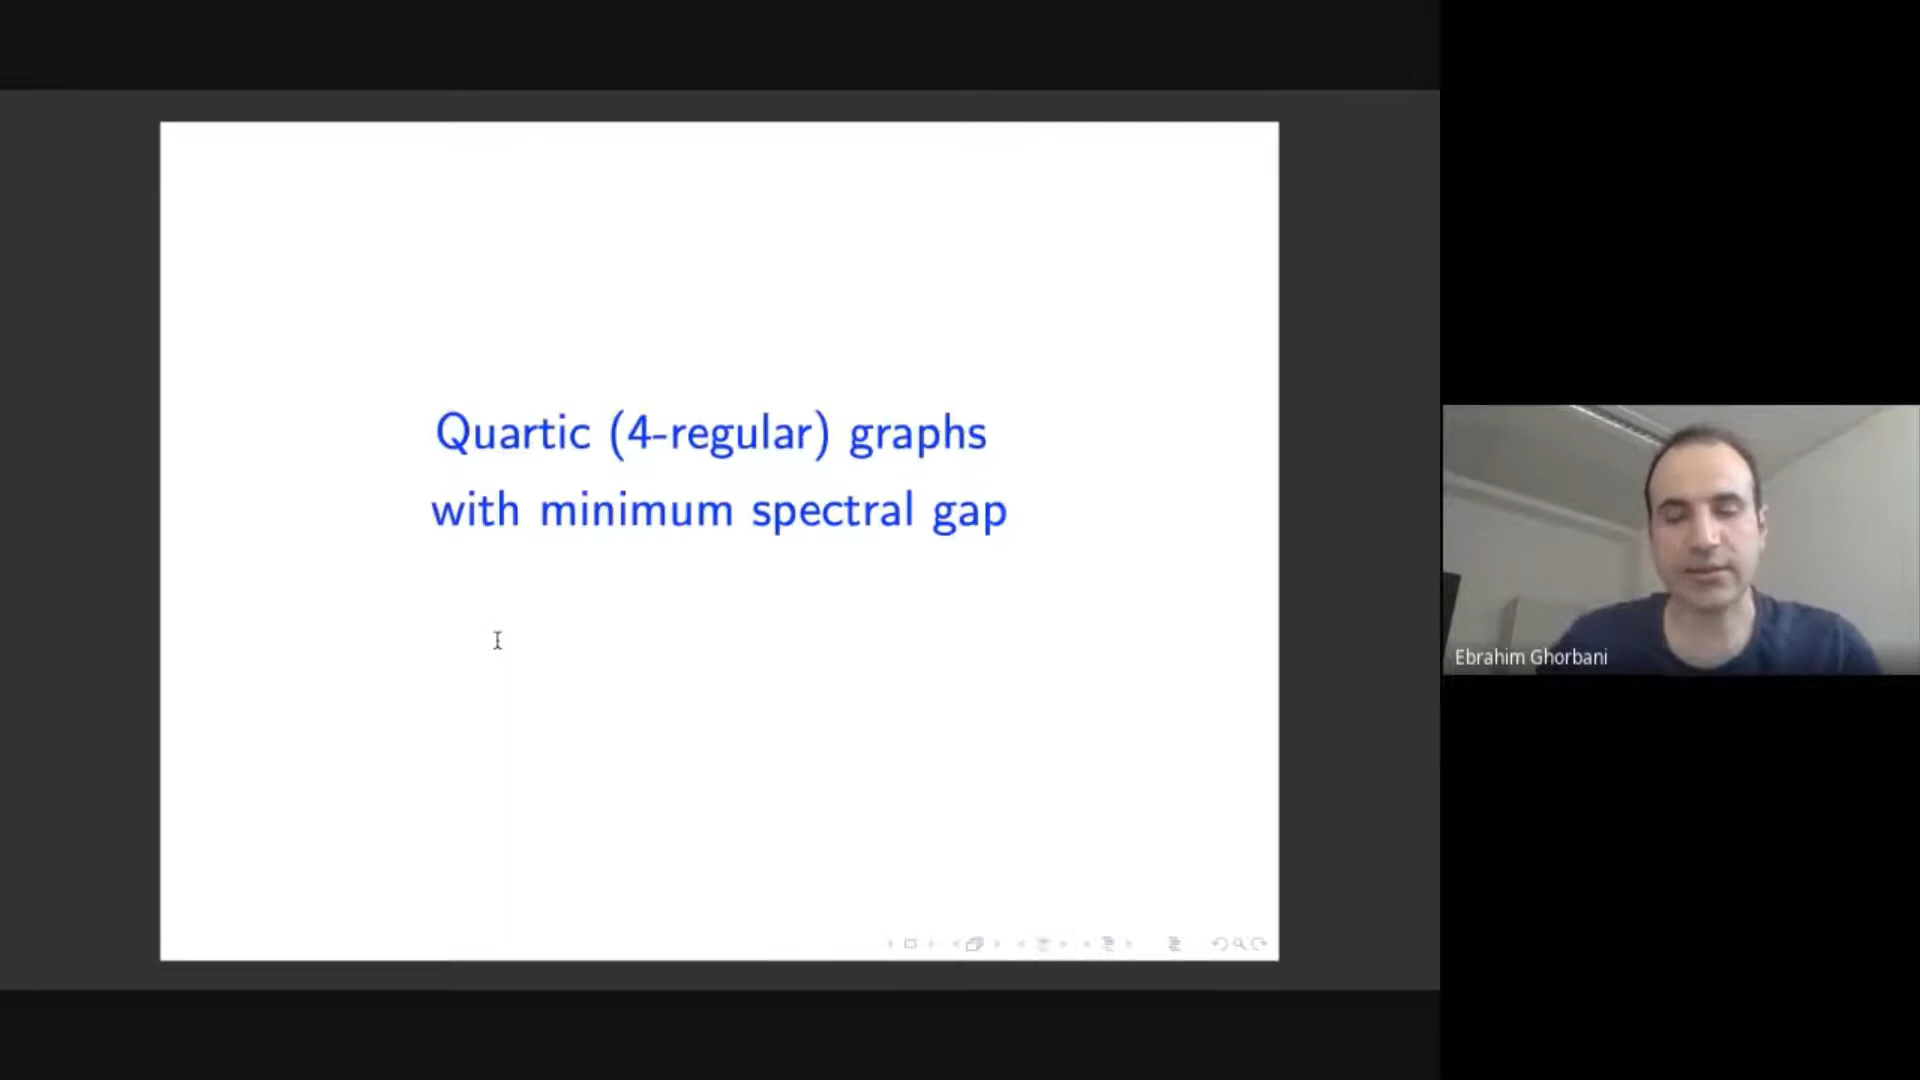 Quartic (4-regular) graphs
with minimum spectral gap
Ebrahim Ghorbani